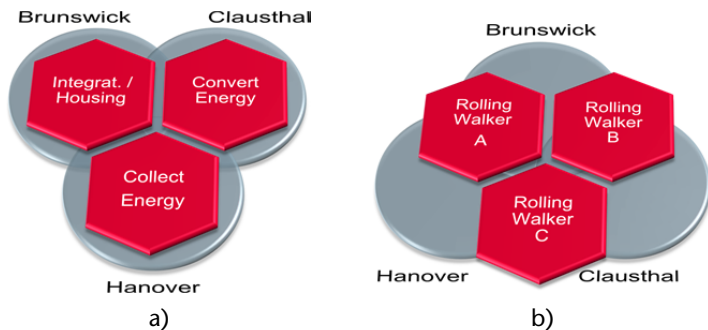 Brunswick
Clausthal
Integrat. /
Housing
Convert
Energy
Collect
Energy
Hanover
a)
Brunswick
Rolling
Walker
A
Rolling
Walker
B
Rolling
Walker
C
Hanover
Clausthal
b)